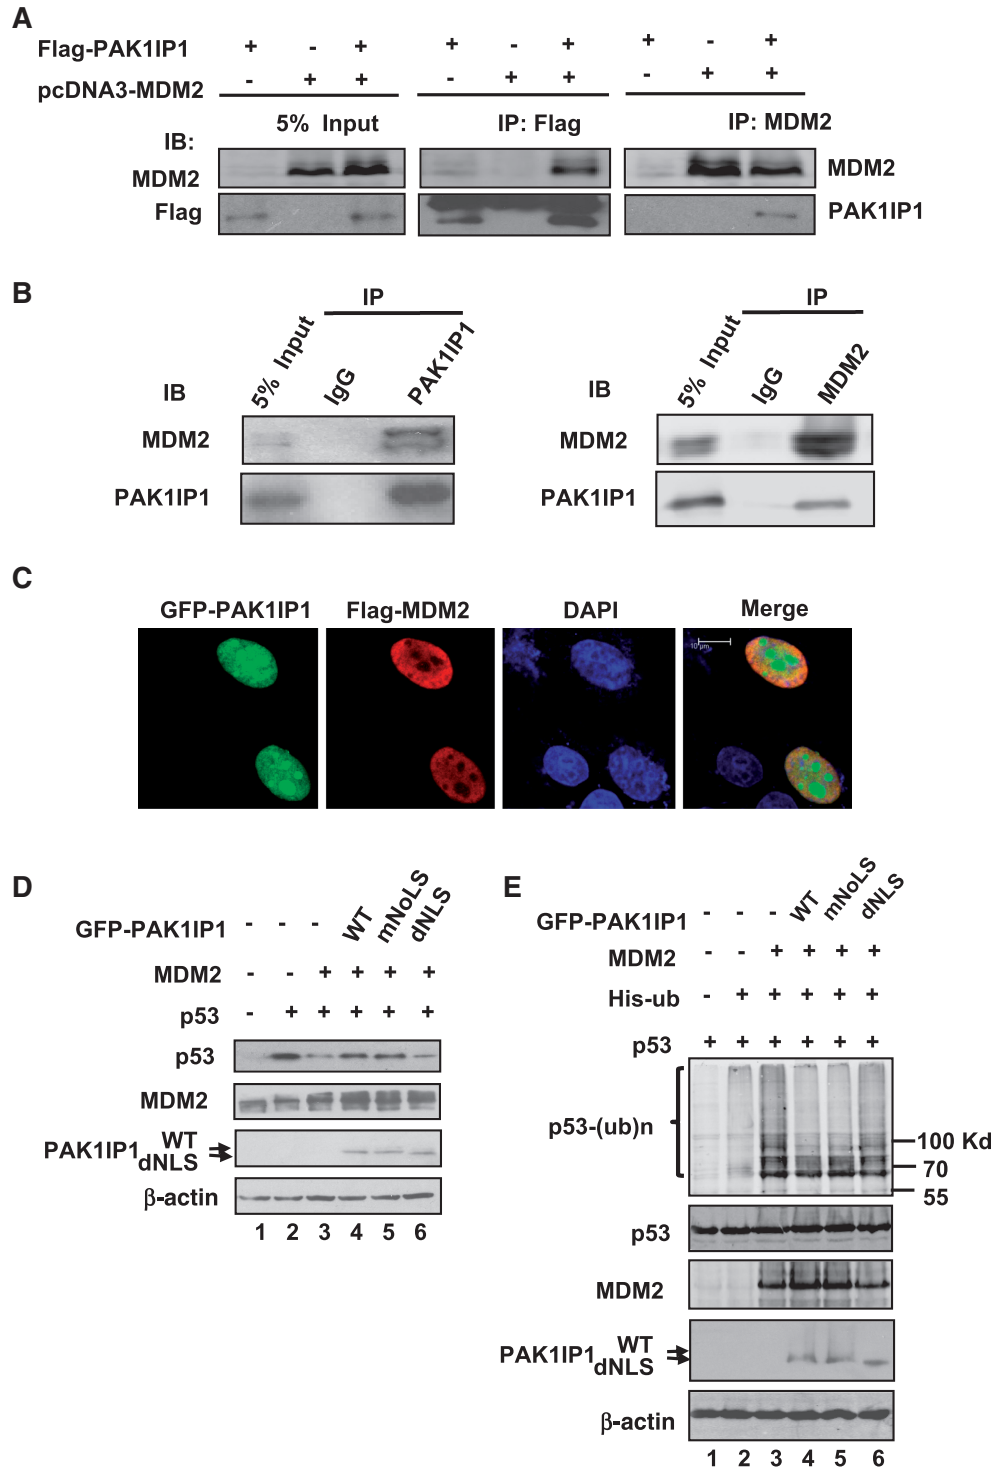 A
Flag-PAK1IP1 + - + + - + + - +
pcDNA3-MDM2 - + + - + + - + +
5% Input IP: Flag IP: MDM2
IB:
MDM2 MDM2
Flag PAK1IP1
B
IP IP
IB 5% Input IgG PAK1IP1 IB 5% Input IgG MDM2
MDM2 MDM2
PAK1IP1 PAK1IP1
C
GFP-PAK1IP1 Flag-MDM2 DAPI Merge
10 μm
D
GFP-PAK1IP1 - - - WT mNoLS dNLS
MDM2 - - + + + +
p53 - + + + + +
p53
MDM2
PAK1IP1 WT
dNLS
β-actin
1 2 3 4 5 6
E
GFP-PAK1IP1 - - - WT mNoLS dNLS
MDM2 - - + + + +
His-ub - + + + + +
p53 + + + + + +
p53-(ub)n
100 Kd
70
55
p53
MDM2
PAK1IP1 WT
dNLS
β-actin
1 2 3 4 5 6